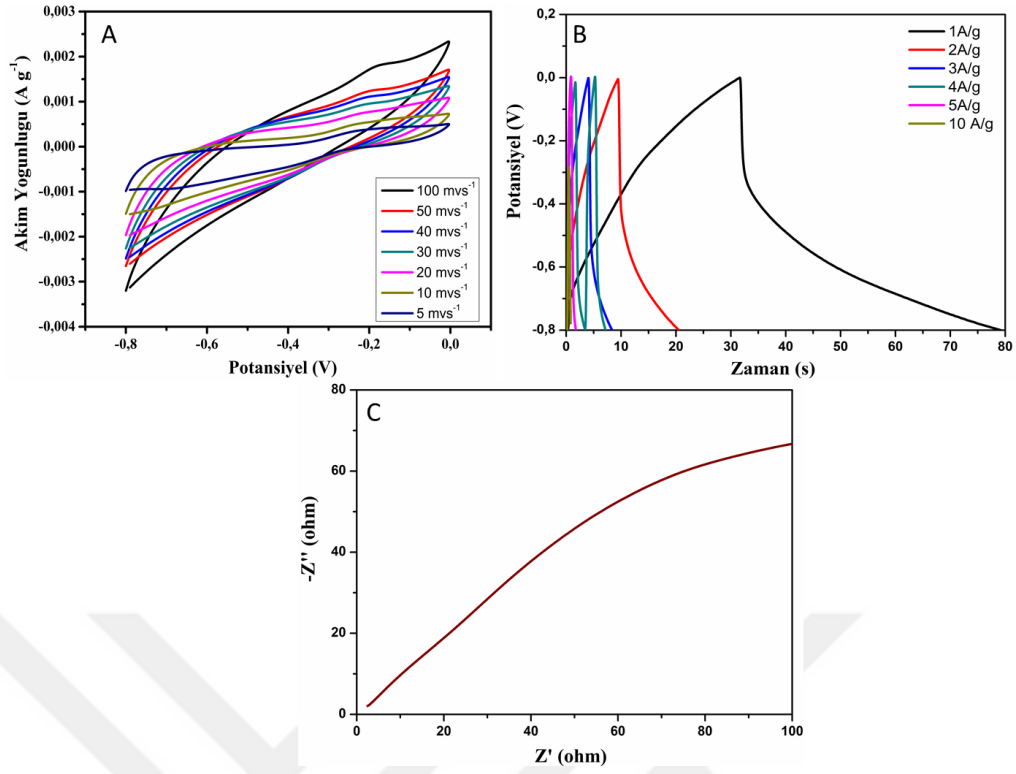 A
0,003
0,002
0,001
0,000
-0,001
-0,002
-0,003
-0,004
-0,8
-0,6
-0,4
-0,2
0,0
Akim Yogunlugu (A g⁻¹)
Potansiyel (V)
100 mvs⁻¹
50 mvs⁻¹
40 mvs⁻¹
30 mvs⁻¹
20 mvs⁻¹
10 mvs⁻¹
5 mvs⁻¹
B
0,2
0,0
-0,2
-0,4
-0,6
-0,8
0
10
20
30
40
50
60
70
80
Potansiyel (V)
Zaman (s)
1A/g
2A/g
3A/g
4A/g
5A/g
10 A/g
C
80
60
40
20
0
20
40
60
80
100
-Z'' (ohm)
Z' (ohm)